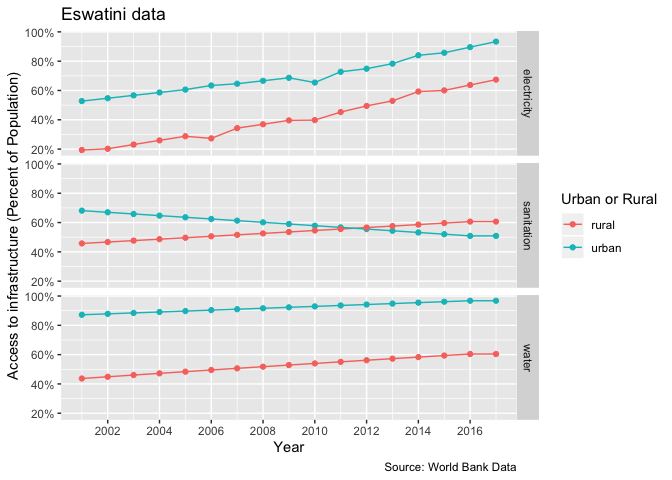 Eswatini data
Access to infrastructure (Percent of Population)
100%
80%
60%
40%
20%
electricity
100%
80%
60%
40%
20%
sanitation
100%
80%
60%
40%
20%
water
2002 2004 2006 2008 2010 2012 2014 2016
Year
Urban or Rural
rural
urban
Source: World Bank Data